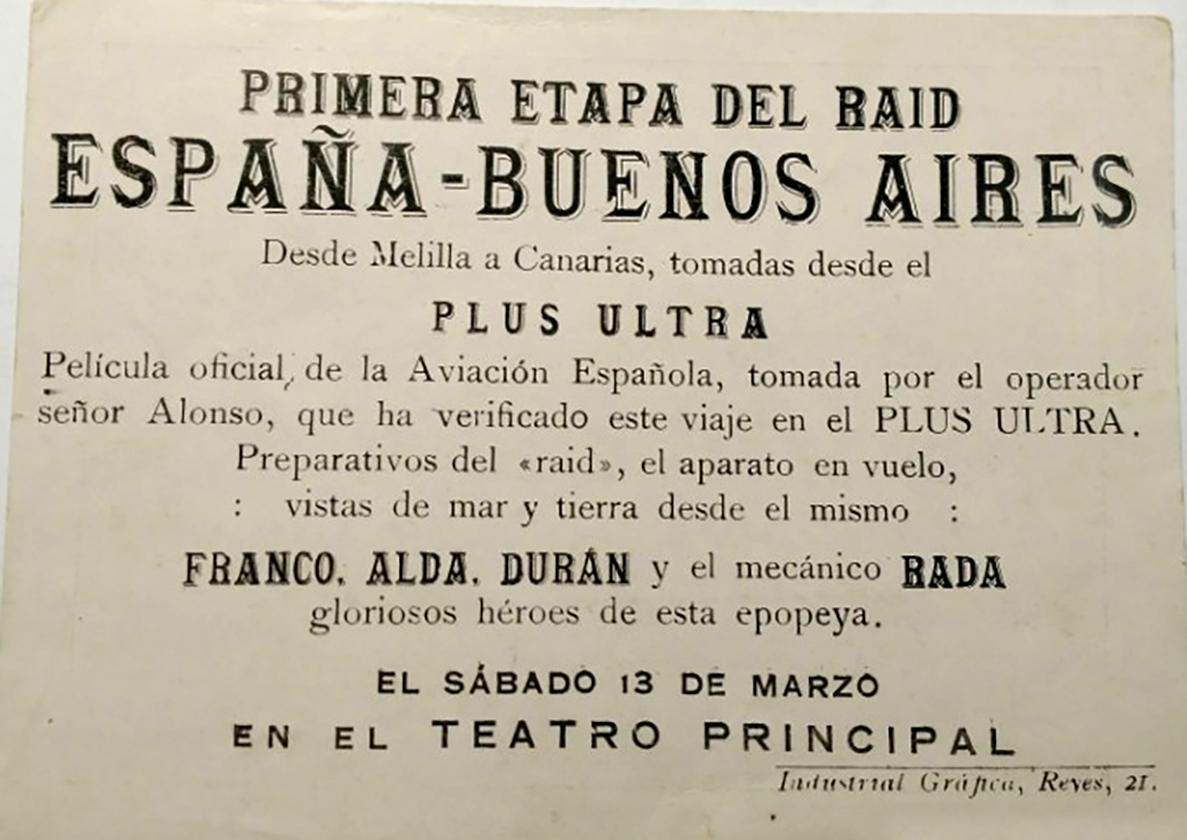 PRIMERA ETAPA DEL RAID
ESPAÑA-BUENOS AIRES
Desde Melilla a Canarias, tomadas desde el
PLUS ULTRA
Película oficial, de la Aviación Española, tomada por el operador
señor Alonso, que ha verificado este viaje en el PLUS ULTRA.
Preparativos del «raid», el aparato en vuelo,
: vistas de mar y tierra desde el mismo :
FRANCO, ALDA, DURÁN y el mecánico RADA
gloriosos héroes de esta epopeya.
EL SÁBADO 13 DE MARZO
EN EL TEATRO PRINCIPAL
Industrial Gráfica, Reyes, 21.